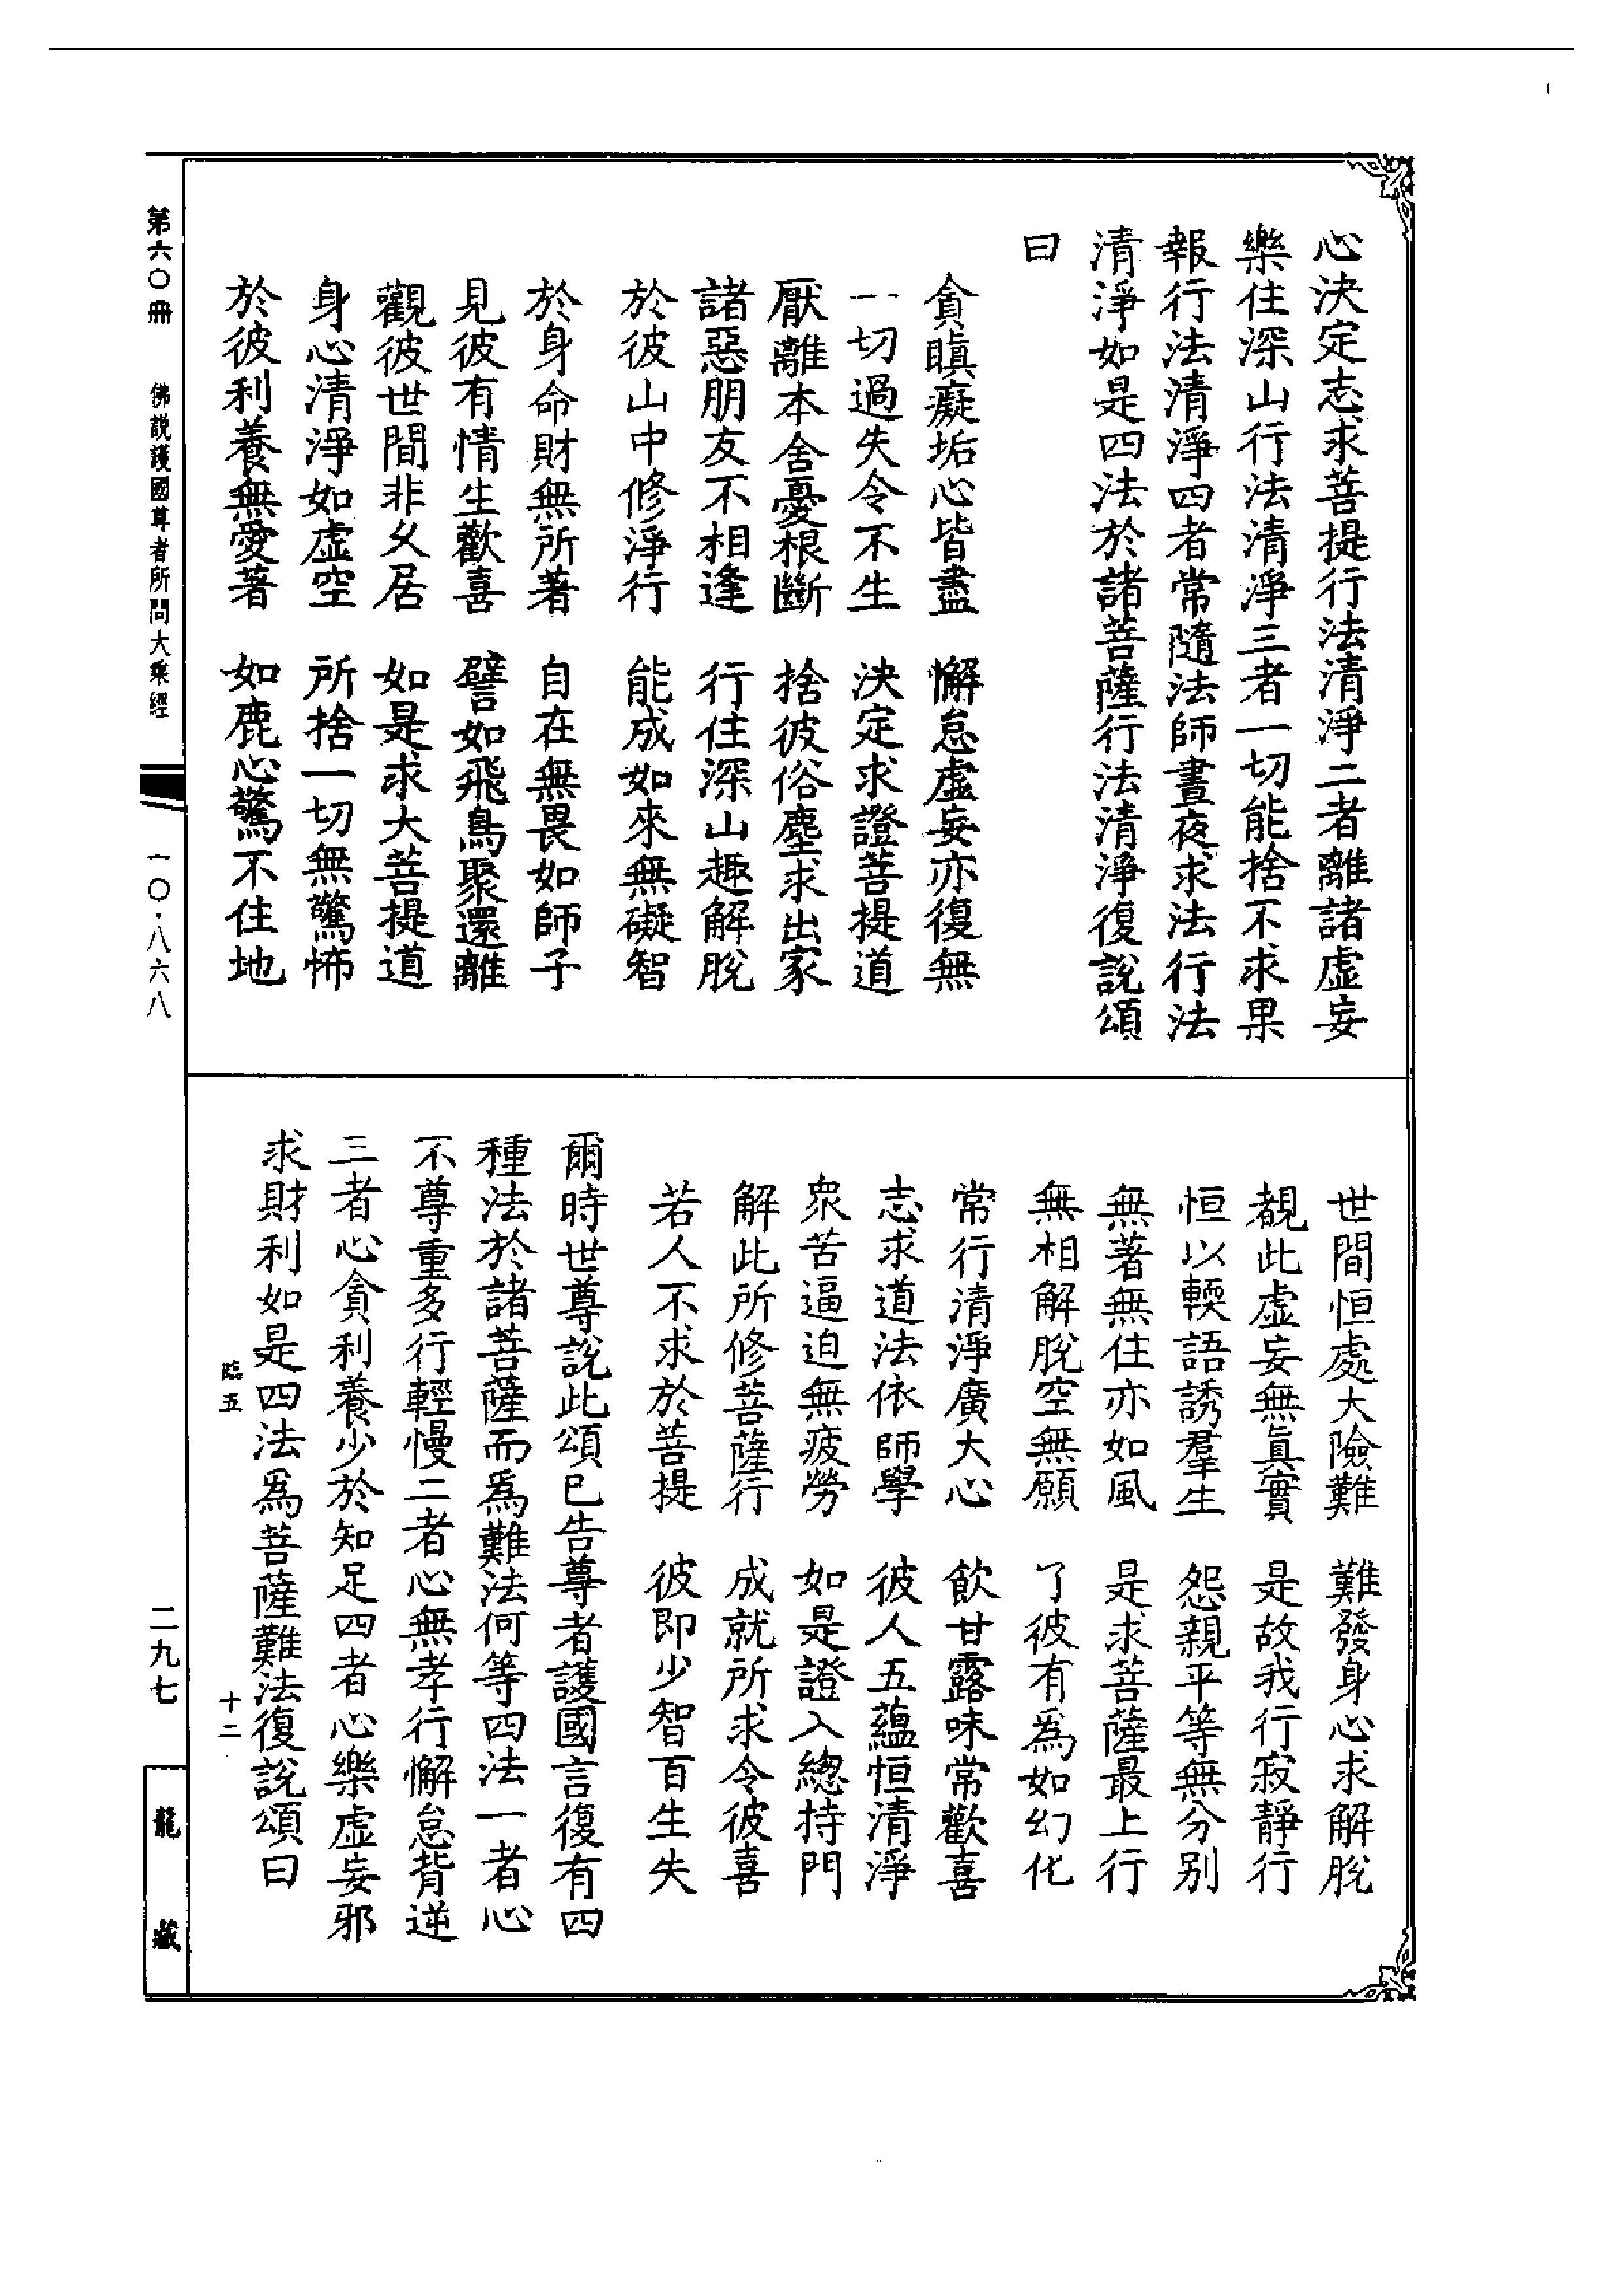 心決定志求菩提行法清淨二者離諸虛妄
樂住深山行法清淨三者一切能捨不求果
報行法清淨四者常隨法師晝夜求法行法
清淨如是四法於諸菩薩行法清淨復說頌
曰
貪瞋癡垢心皆盡　懈怠虛妄亦復無
一切過失令不生　決定求證菩提道
厭離本舍憂根斷　捨彼俗塵求出家
諸惡朋友不相逢　行住深山趣解脫
於彼山中修淨行　能成如來無礙智
於身命財無所著　自在無畏如師子
見彼有情生歡喜　譬如飛鳥聚還離
觀彼世間非久居　如是求大菩提道
身心清淨如虛空　所捨一切無驚怖
於彼利養無愛著　如鹿心驚不住地
世間恒處大險難　難發身心求解脫
覩此虛妄無眞實　是故我行寂靜行
恒以輭語誘羣生　怨親平等無分别
無著無住亦如風　是求菩薩最上行
無相解脫空無願　了彼有爲如幻化
常行清淨廣大心　飲甘露味常歡喜
志求道法依師學　彼人五蘊恒清淨
衆苦逼迫無疲勞　如是證入總持門
解此所修菩薩行　成就所求令彼喜
若人不求於菩提　彼即少智百生失
爾時世尊說此頌已告尊者護國言復有四
種法於諸菩薩而爲難法何等四法一者心
不尊重多行輕慢二者心無孝行懈怠背逆
三者心貪利養少於知足四者心樂虛妄邪
求財利如是四法爲菩薩難法復說頌曰
臨五　十二
第六〇冊　佛說護國尊者所問大乘經　一〇·八六八　二九七
龍藏